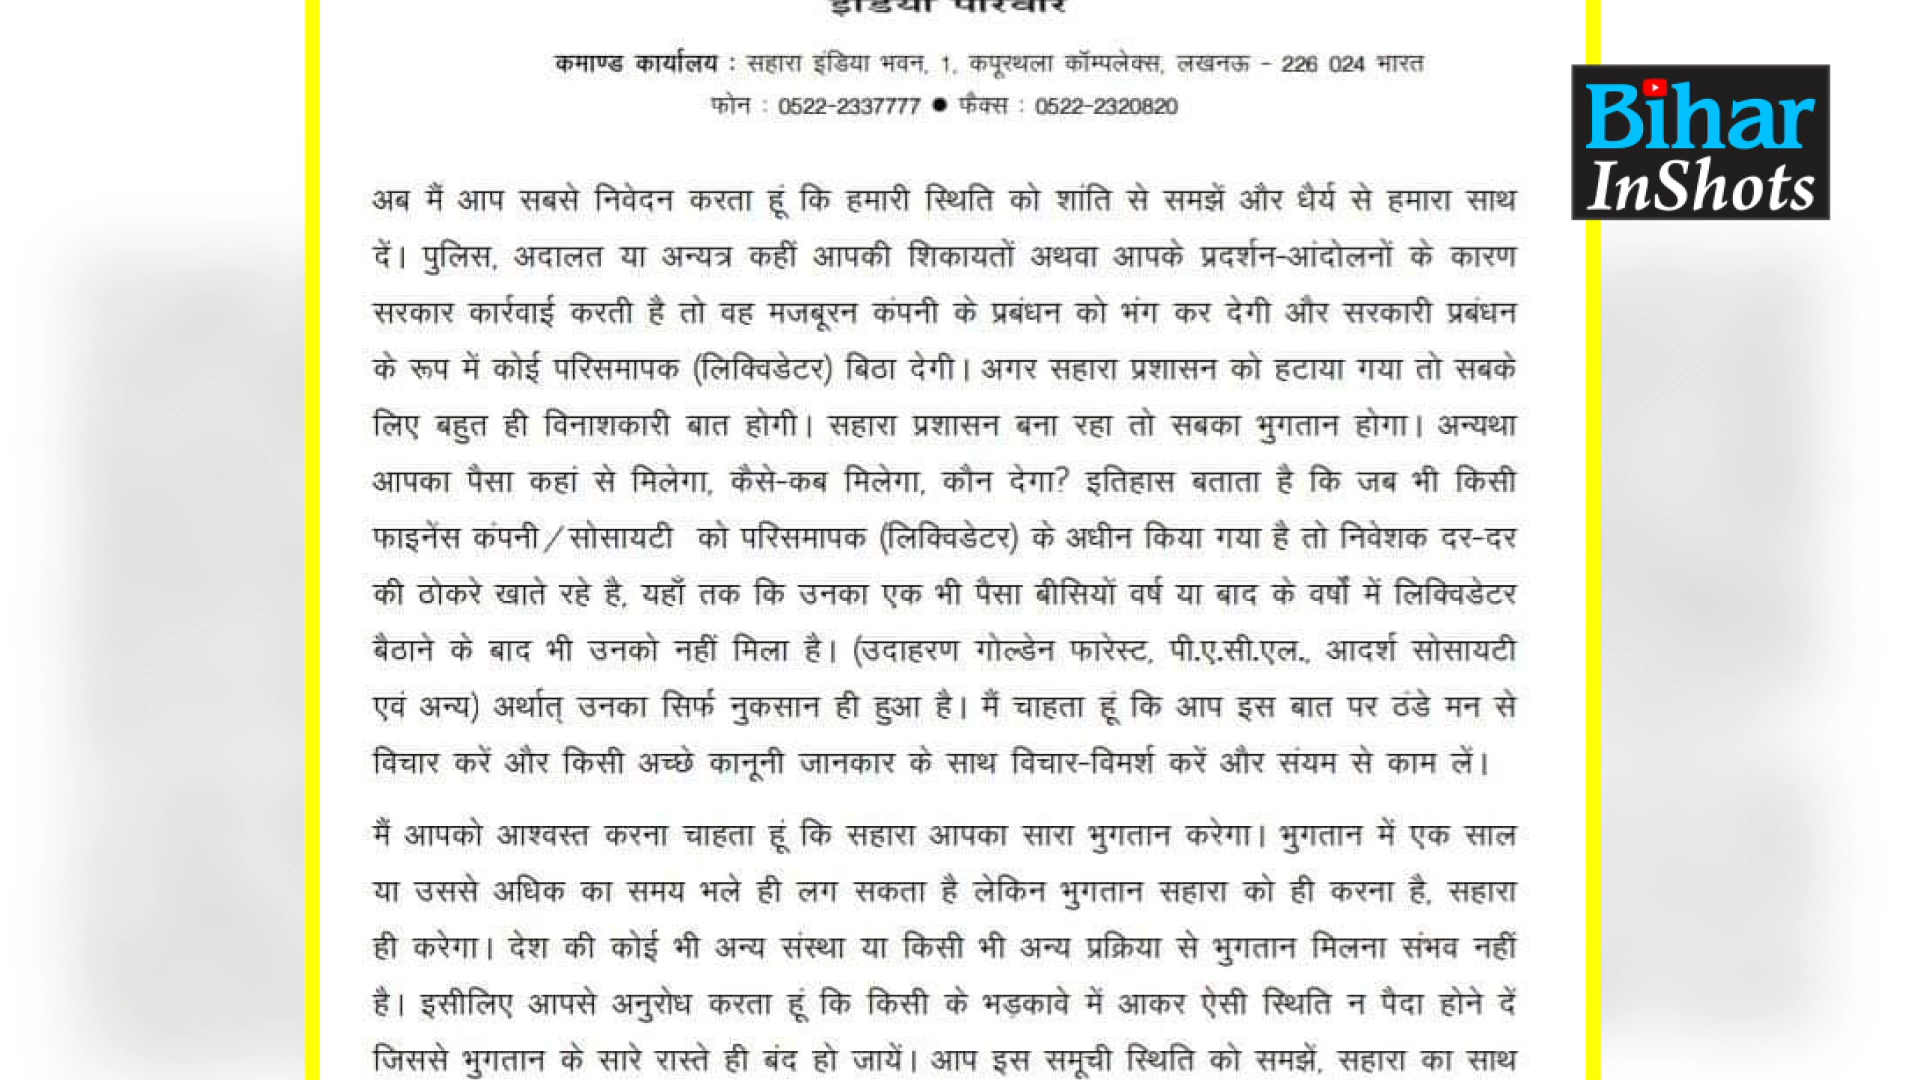 इंडिया परिवार
कमाण्ड कार्यालय : सहारा इंडिया भवन, 1, कपूरथला कॉम्पलेक्स, लखनऊ - 226 024 भारत
फोन : 0522-2337777 ● फैक्स : 0522-2320820
Bihar
InShots
अब मैं आप सबसे निवेदन करता हूं कि हमारी स्थिति को शांति से समझें और धैर्य से हमारा साथ
दें। पुलिस, अदालत या अन्यत्र कहीं आपकी शिकायतों अथवा आपके प्रदर्शन-आंदोलनों के कारण
सरकार कार्रवाई करती है तो वह मजबूरन कंपनी के प्रबंधन को भंग कर देगी और सरकारी प्रबंधन
के रूप में कोई परिसमापक (लिक्विडेटर) बिठा देगी। अगर सहारा प्रशासन को हटाया गया तो सबके
लिए बहुत ही विनाशकारी बात होगी। सहारा प्रशासन बना रहा तो सबका भुगतान होगा। अन्यथा
आपका पैसा कहां से मिलेगा, कैसे-कब मिलेगा, कौन देगा? इतिहास बताता है कि जब भी किसी
फाइनेंस कंपनी/सोसायटी को परिसमापक (लिक्विडेटर) के अधीन किया गया है तो निवेशक दर-दर
की ठोकरे खाते रहे है, यहाँ तक कि उनका एक भी पैसा बीसियों वर्ष या बाद के वर्षों में लिक्विडेटर
बैठाने के बाद भी उनको नहीं मिला है। (उदाहरण गोल्डेन फारेस्ट, पी.ए.सी.एल., आदर्श सोसायटी
एवं अन्य) अर्थात् उनका सिर्फ नुकसान ही हुआ है। मैं चाहता हूं कि आप इस बात पर ठंडे मन से
विचार करें और किसी अच्छे कानूनी जानकार के साथ विचार-विमर्श करें और संयम से काम लें।
मैं आपको आश्वस्त करना चाहता हूं कि सहारा आपका सारा भुगतान करेगा। भुगतान में एक साल
या उससे अधिक का समय भले ही लग सकता है लेकिन भुगतान सहारा को ही करना है, सहारा
ही करेगा। देश की कोई भी अन्य संस्था या किसी भी अन्य प्रक्रिया से भुगतान मिलना संभव नहीं
है। इसीलिए आपसे अनुरोध करता हूं कि किसी के भड़कावे में आकर ऐसी स्थिति न पैदा होने दें
जिससे भुगतान के सारे रास्ते ही बंद हो जायें। आप इस समूची स्थिति को समझें, सहारा का साथ